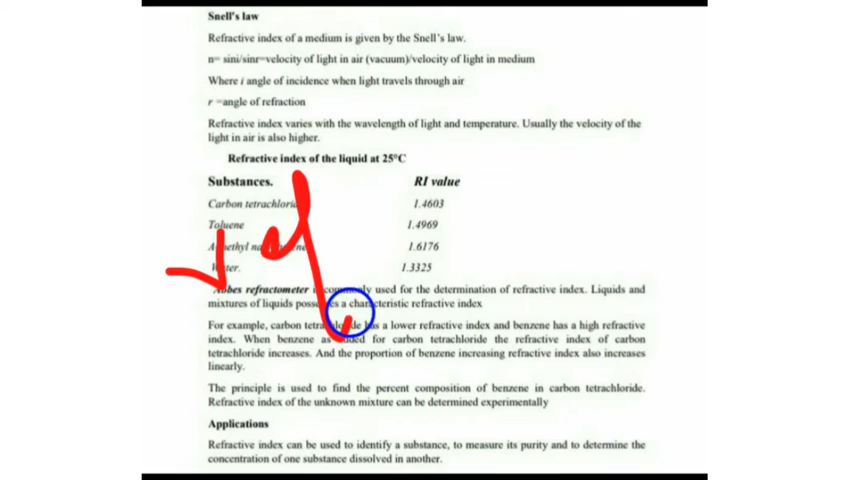 Snell's law
Refractive index of a medium is given by the Snell's law.
n= sini/sinr=velocity of light in air (vacuum)/velocity of light in medium
Where i angle of incidence when light travels through air
r =angle of refraction
Refractive index varies with the wavelength of light and temperature. Usually the velocity of the
light in air is also higher.
Refractive index of the liquid at 25°C
Substances. RI value
Carbon tetrachloride 1.4603
Toluene 1.4969
1.6176
Water. 1.3325
Abbes refractometer is commonly used for the determination of refractive index. Liquids and
mixtures of liquids possesses a characteristic refractive index
For example, carbon tetrachloride has a lower refractive index and benzene has a high refractive
index. When benzene as added for carbon tetrachloride the refractive index of carbon
tetrachloride increases. And the proportion of benzene increasing refractive index also increases
linearly.
The principle is used to find the percent composition of benzene in carbon tetrachloride.
Refractive index of the unknown mixture can be determined experimentally
Applications
Refractive index can be used to identify a substance, to measure its purity and to determine the
concentration of one substance dissolved in another.